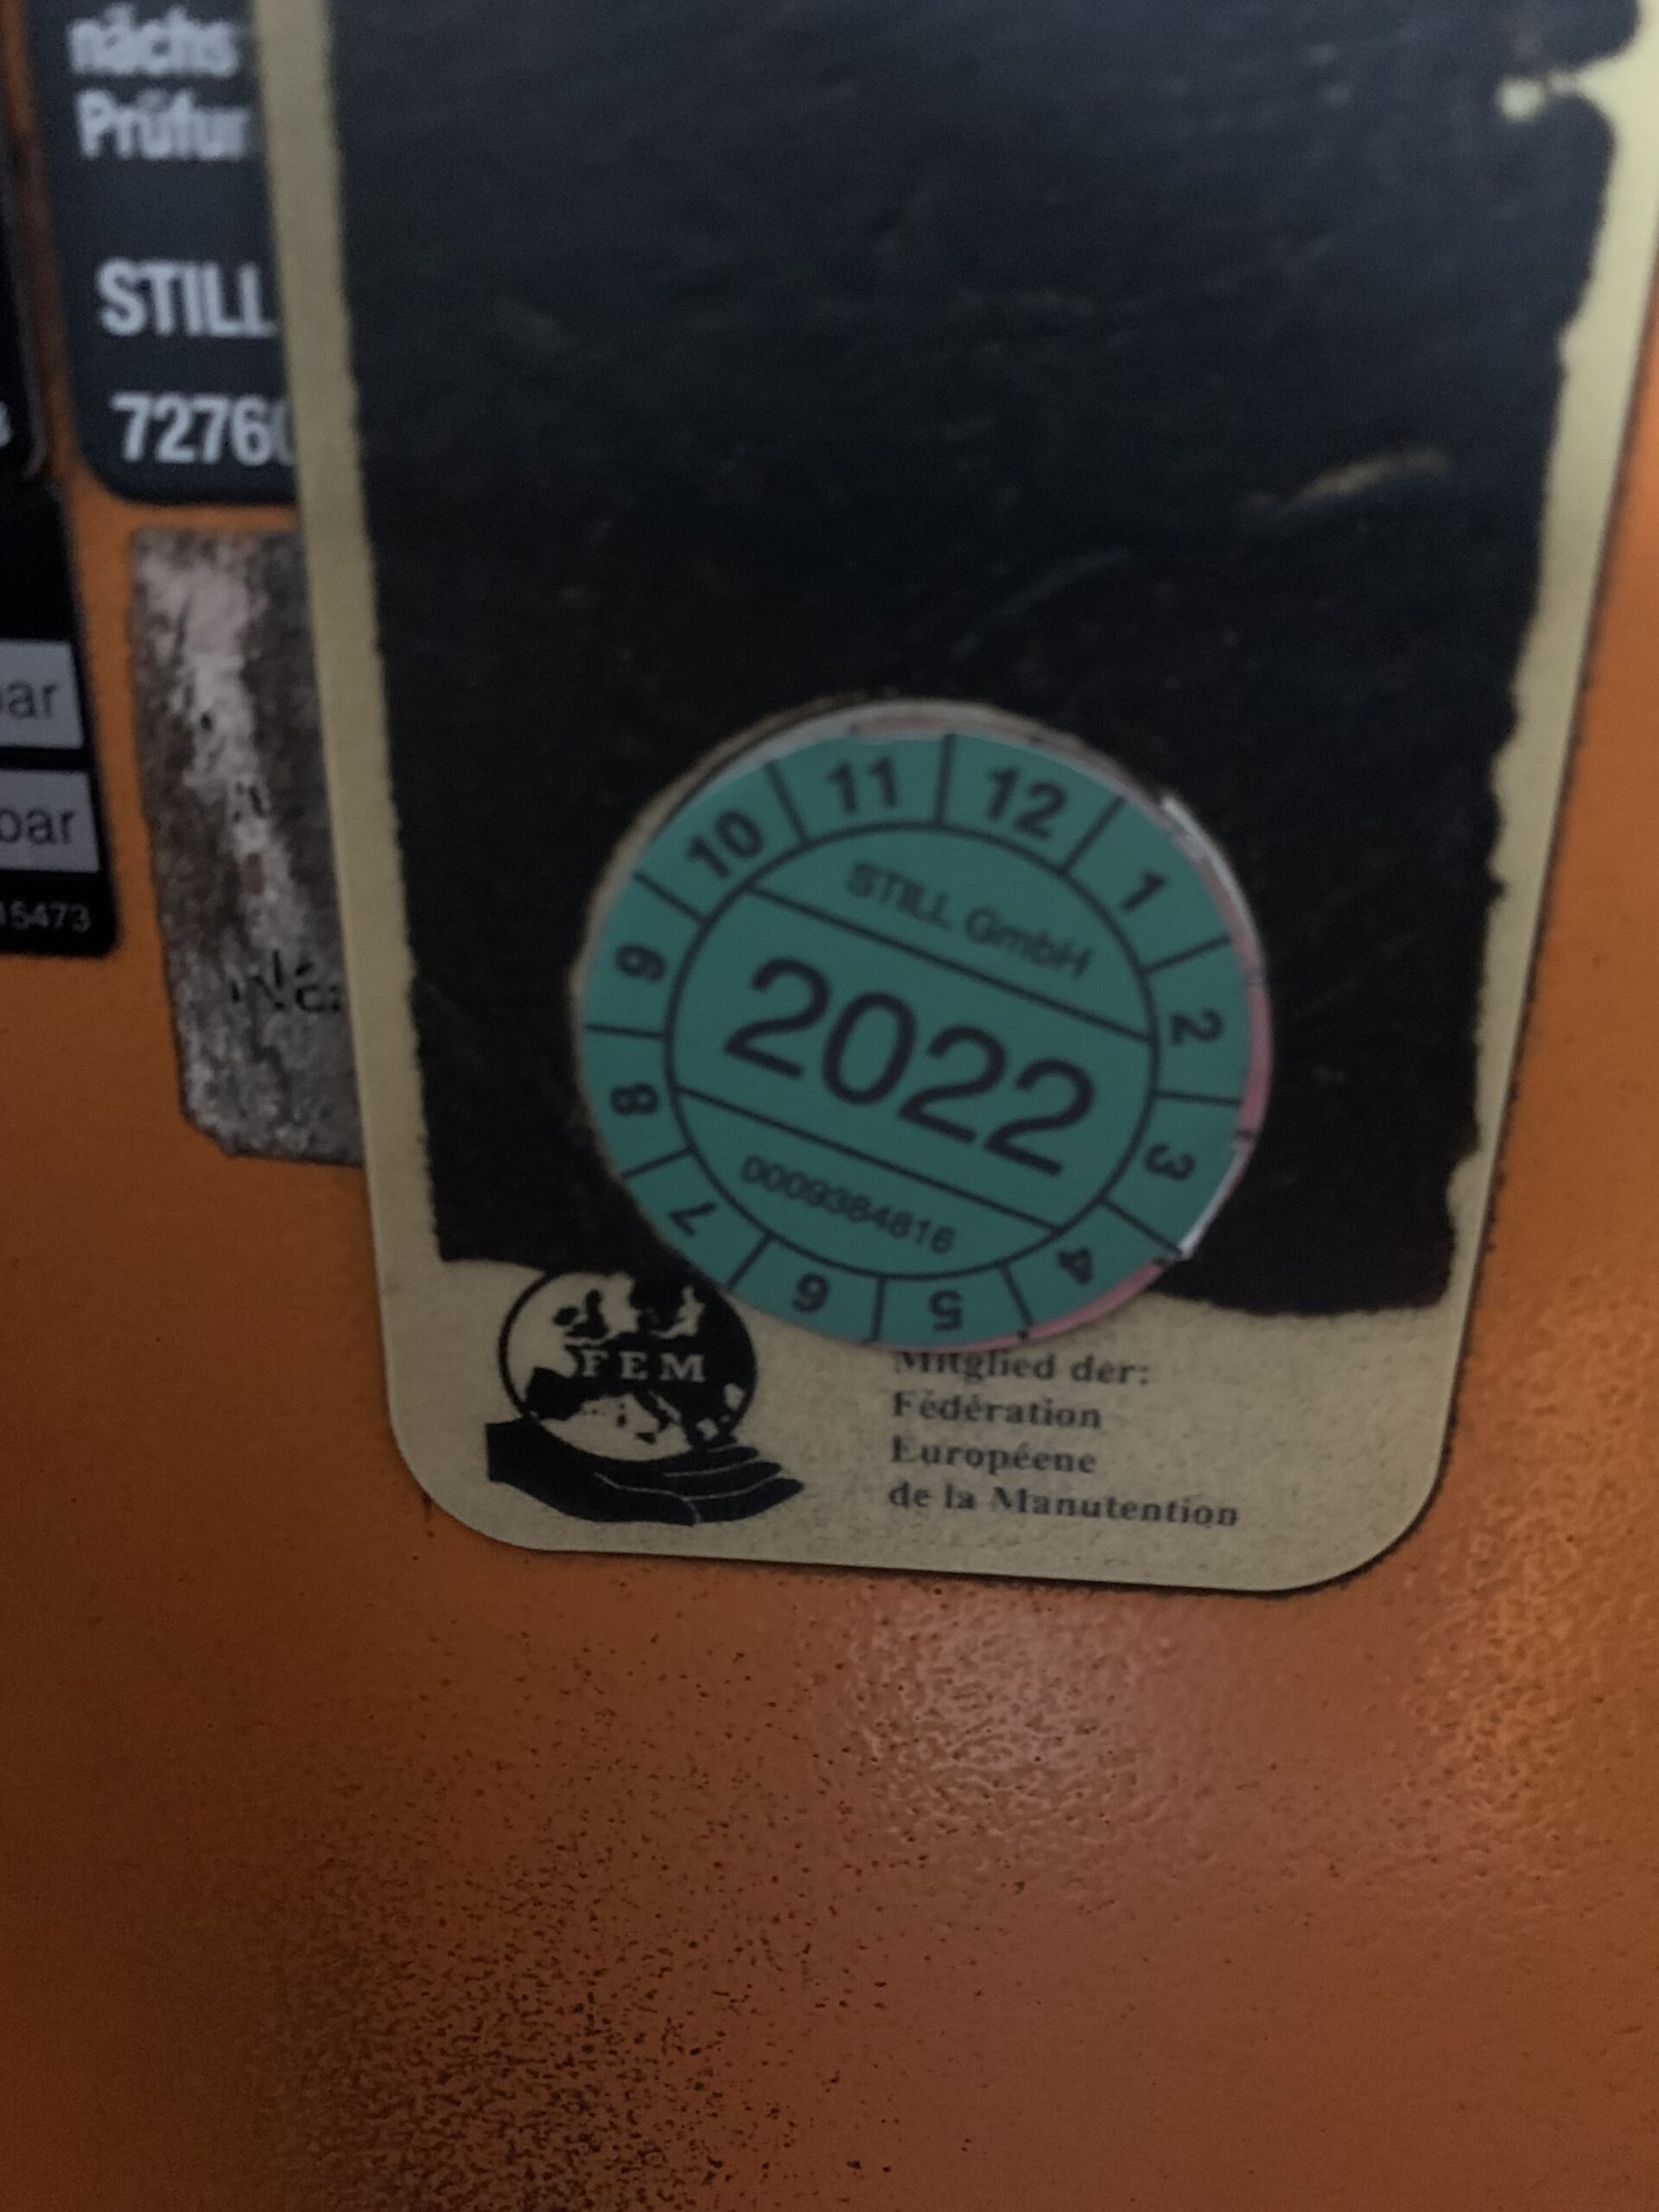 nächs
Prüfur
STILL
7276
bar
bar
15473
11 12 1 2 3 4 5 6 7 8 9 10
STILL GmbH
2022
0009384816
FEM
Mitglied der:
Fédération
Européene
de la Manutention